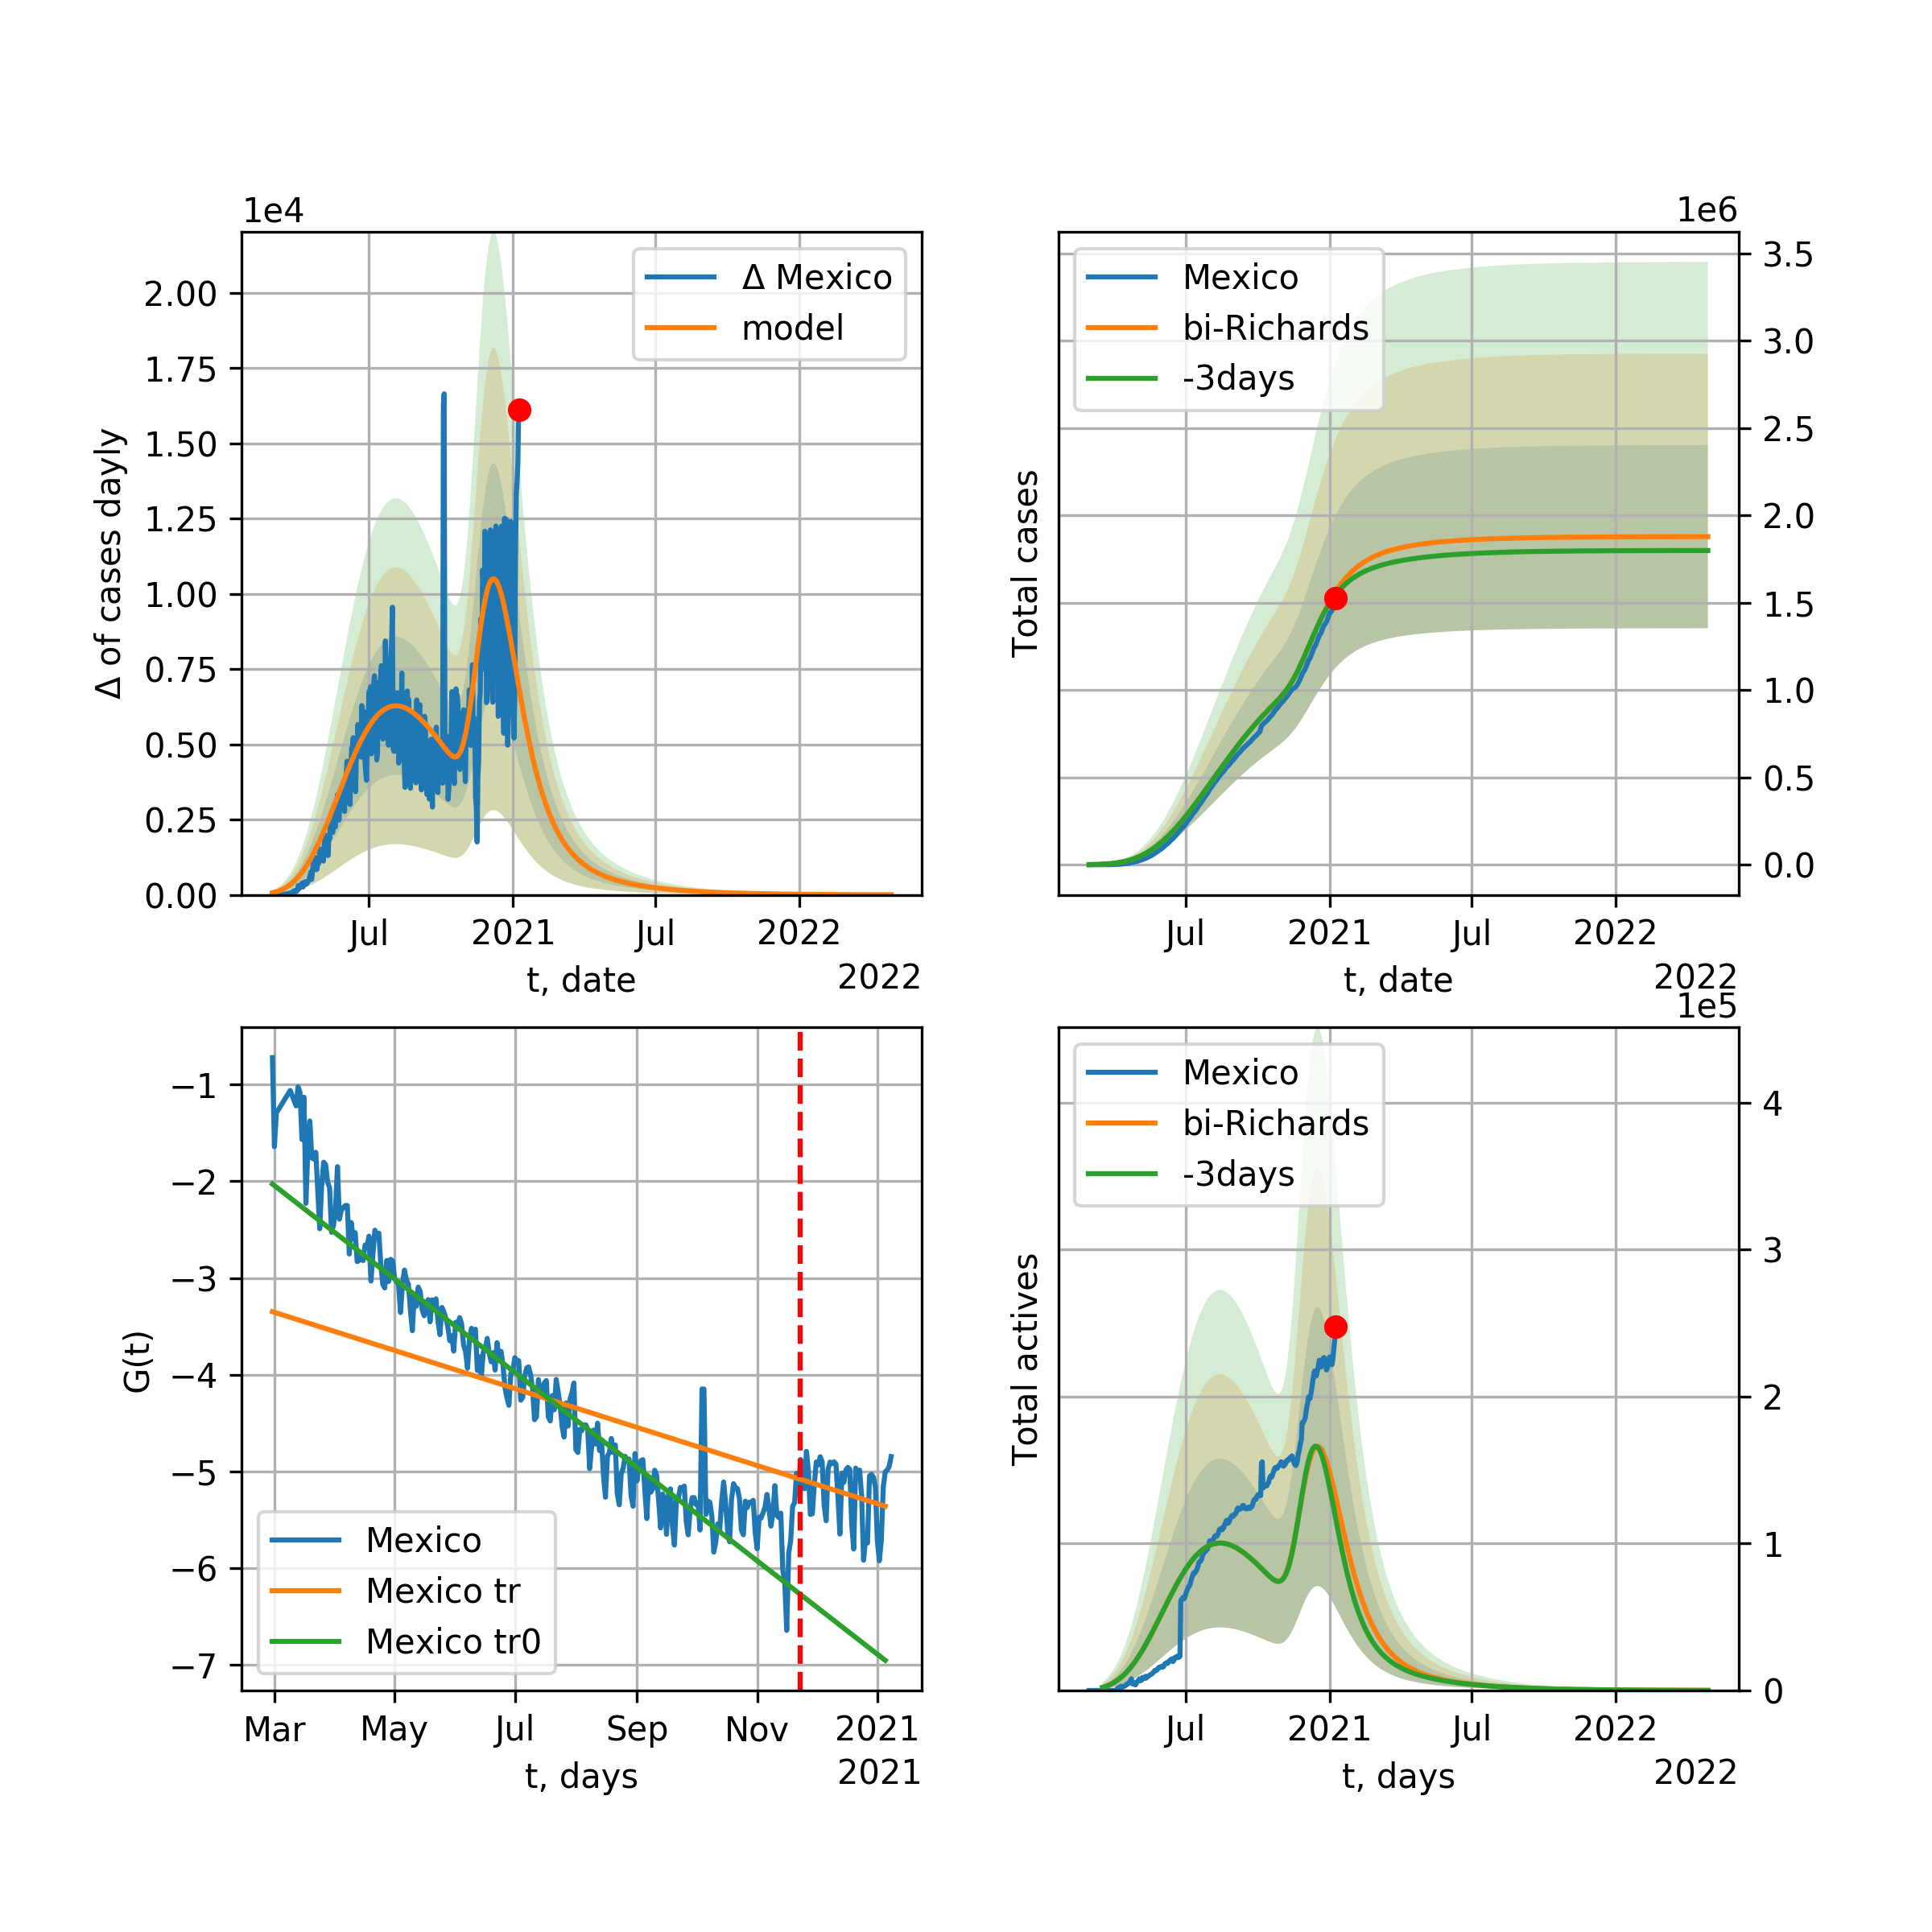 1e4
Δ of cases dayly
2.00
1.75
1.50
1.25
1.00
0.75
0.50
0.25
0.00
Δ Mexico
model
Jul
2021
Jul
2022
t, date
2022
1e6
Total cases
Mexico
bi-Richards
-3days
3.5
3.0
2.5
2.0
1.5
1.0
0.5
0.0
Jul
2021
Jul
2022
t, date
2022
G(t)
−1
−2
−3
−4
−5
−6
−7
Mexico
Mexico tr
Mexico tr0
Mar
May
Jul
Sep
Nov
2021
t, days
2021
1e5
Total actives
Mexico
bi-Richards
-3days
4
3
2
1
0
Jul
2021
Jul
2022
t, days
2022